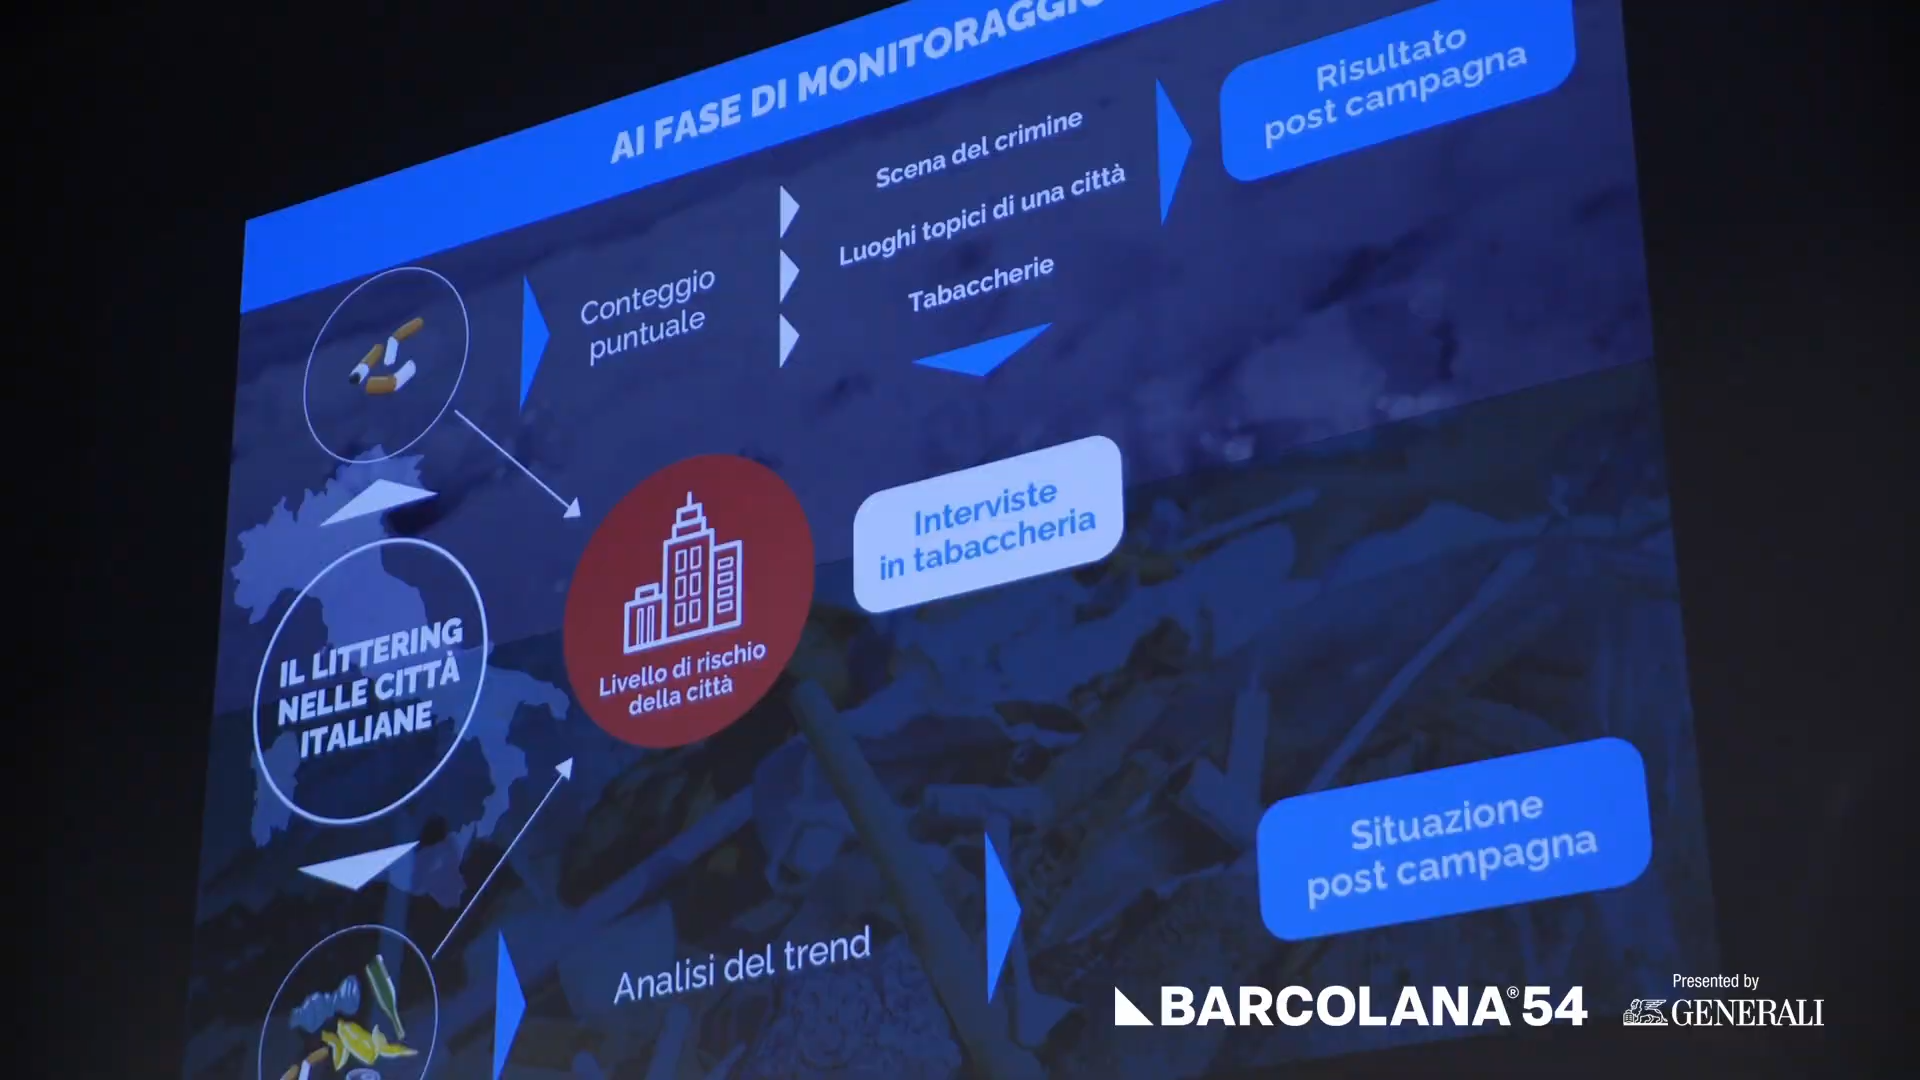 AI FASE DI MONITORAGGIO
Risultato
post campagna
Scena del crimine
Luoghi topici di una città
Tabaccherie
Conteggio
puntuale
Interviste
in tabaccheria
Livello di rischio
della città
IL LITTERING
NELLE CITTÀ
ITALIANE
Situazione
post campagna
Analisi del trend
BARCOLANA® 54
Presented by
GENERALI